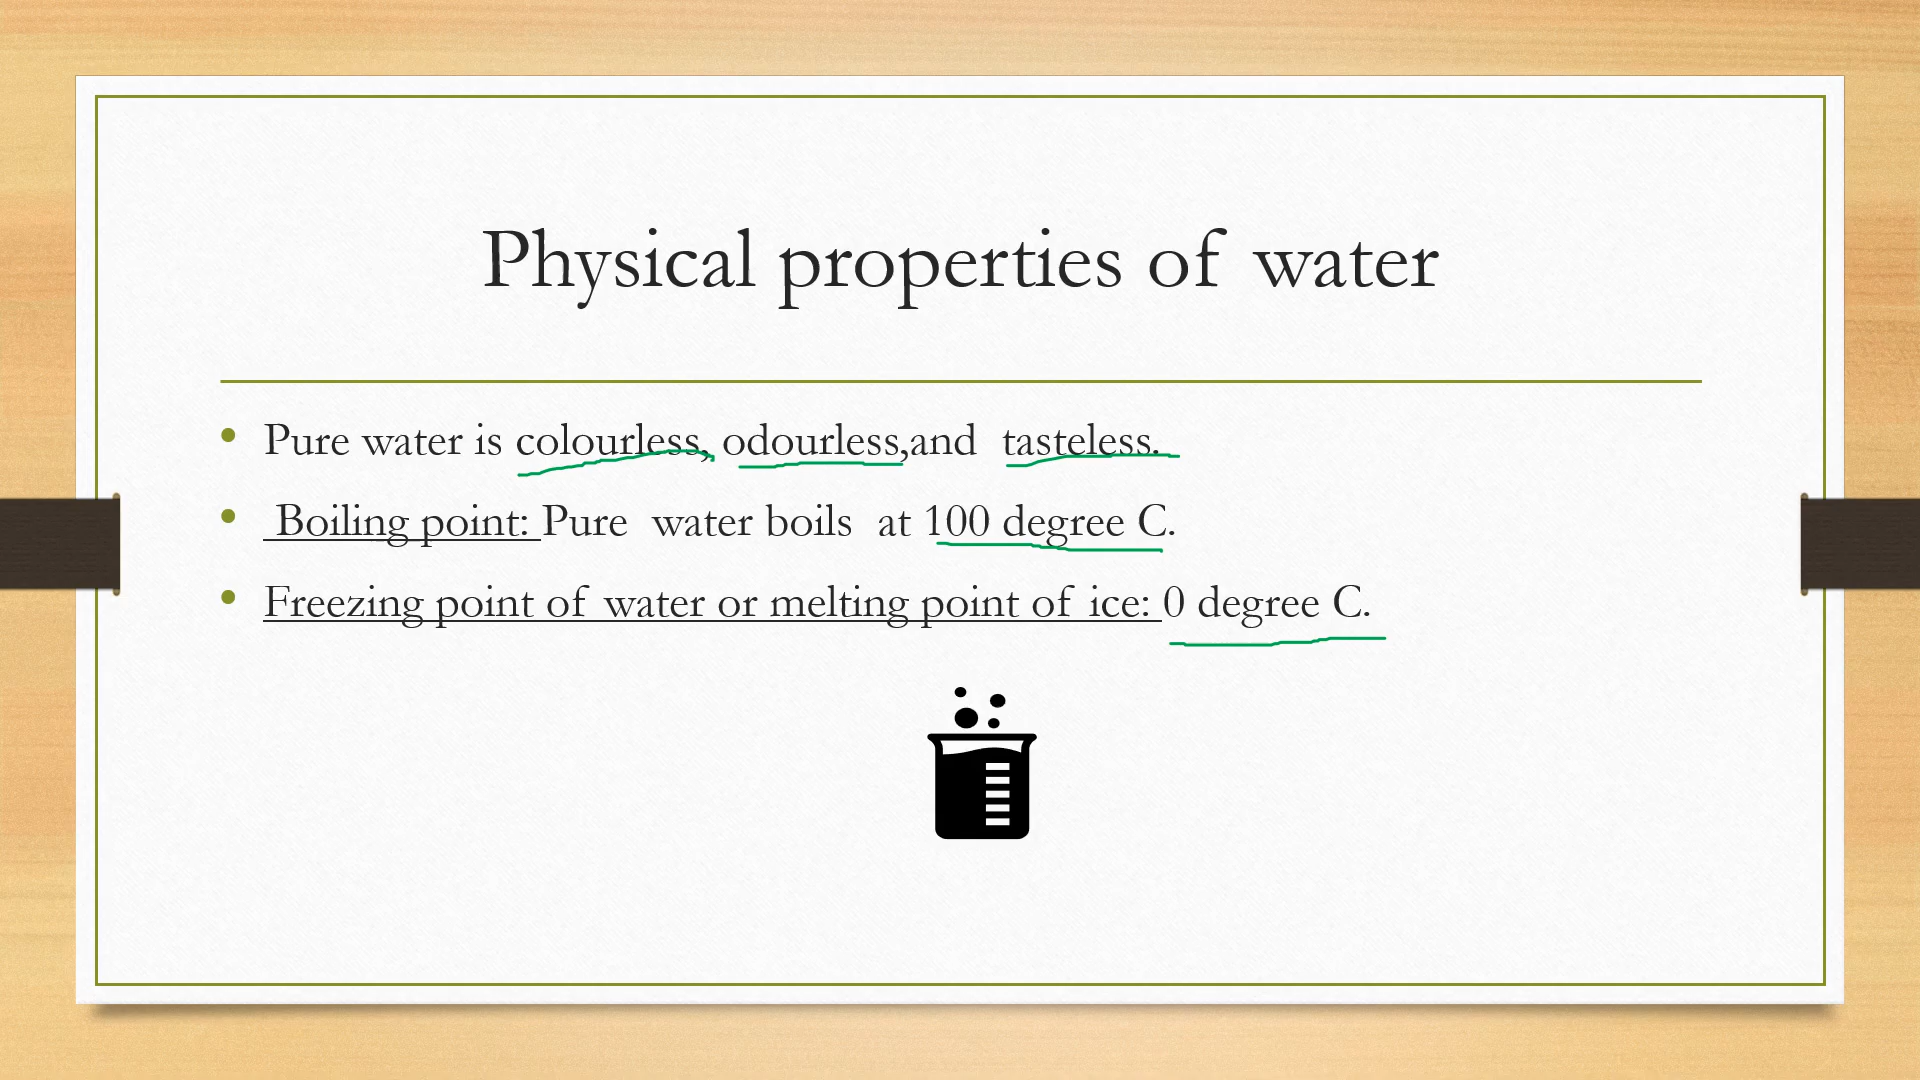 Physical properties of water
• Pure water is colourless, odourless,and tasteless.
• Boiling point: Pure water boils at 100 degree C.
• Freezing point of water or melting point of ice: 0 degree C.